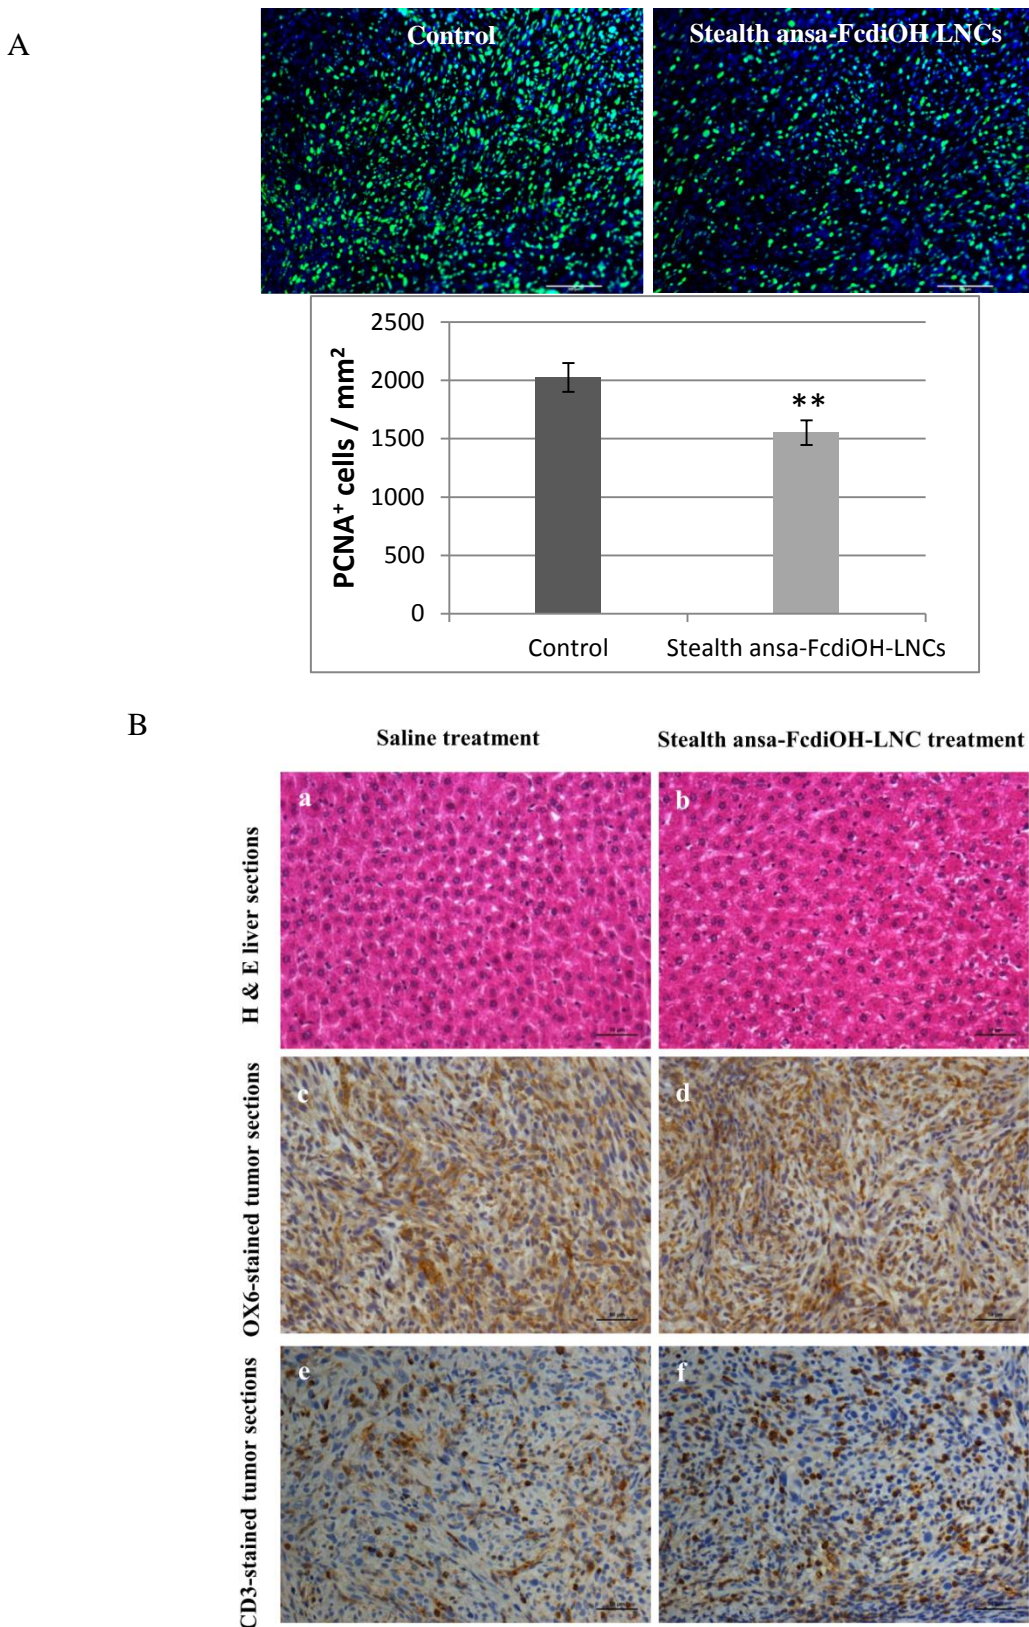 A
Control
Stealth ansa-FcdiOH LNCs
PCNA⁺ cells / mm²
2500
2000
1500
1000
500
0
**
Control
Stealth ansa-FcdiOH-LNCs
B
Saline treatment
Stealth ansa-FcdiOH-LNC treatment
H & E liver sections
a
b
OX6-stained tumor sections
c
d
CD3-stained tumor sections
e
f